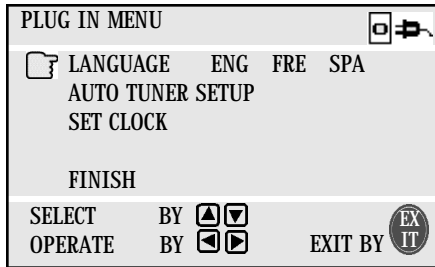 PLUG IN MENU
LANGUAGE ENG FRE SPA
AUTO TUNER SETUP
SET CLOCK
FINISH
SELECT BY
OPERATE BY EXIT BY EXIT